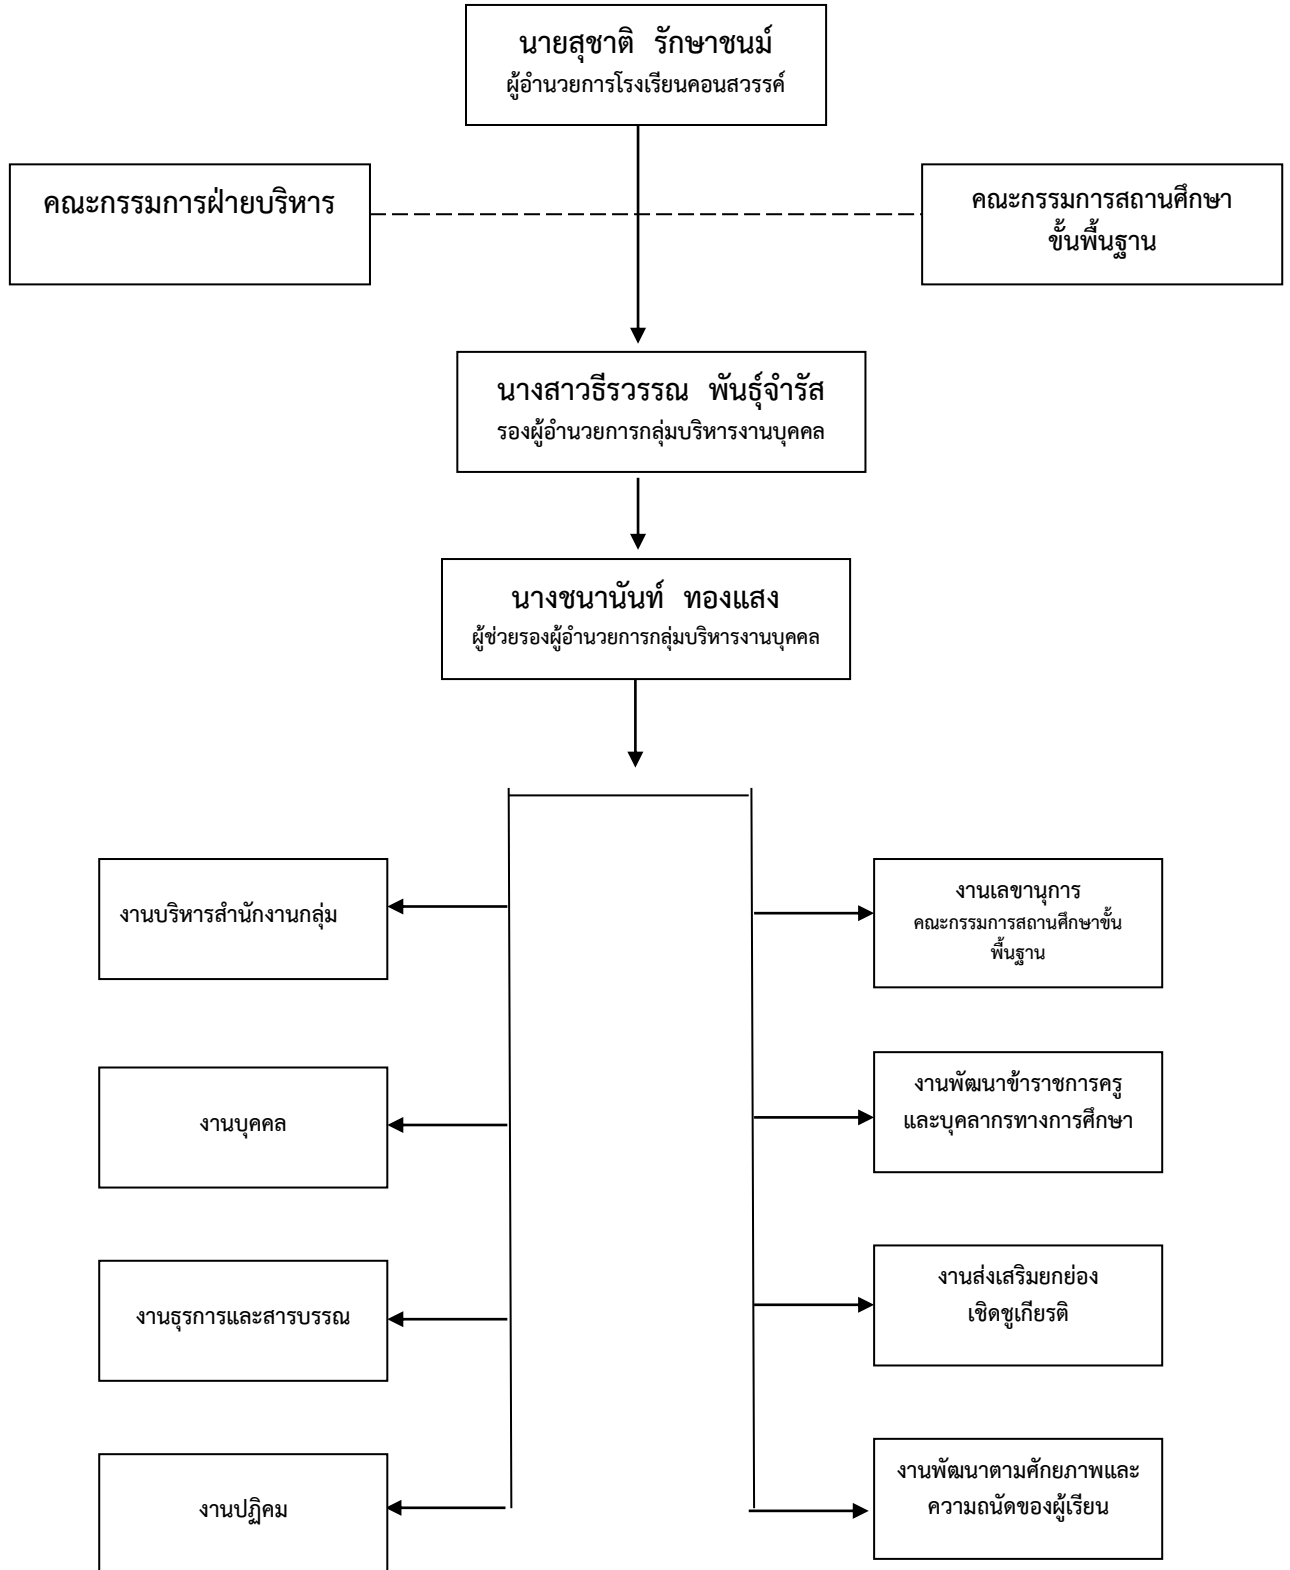 นายสุชาติ รักษาชนม์
ผู้อำนวยการโรงเรียนคอนสวรรค์
คณะกรรมการฝ่ายบริหาร
คณะกรรมการสถานศึกษา
ขั้นพื้นฐาน
นางสาวธีรวรรณ พันธุ์จำรัส
รองผู้อำนวยการกลุ่มบริหารงานบุคคล
นางชนานันท์ ทองแสง
ผู้ช่วยรองผู้อำนวยการกลุ่มบริหารงานบุคคล
งานบริหารสำนักงานกลุ่ม
งานเลขานุการ
คณะกรรมการสถานศึกษาขั้น
พื้นฐาน
งานบุคคล
งานพัฒนาข้าราชการครู
และบุคลากรทางการศึกษา
งานธุรการและสารบรรณ
งานส่งเสริมยกย่อง
เชิดชูเกียรติ
งานปฏิคม
งานพัฒนาตามศักยภาพและ
ความถนัดของผู้เรียน